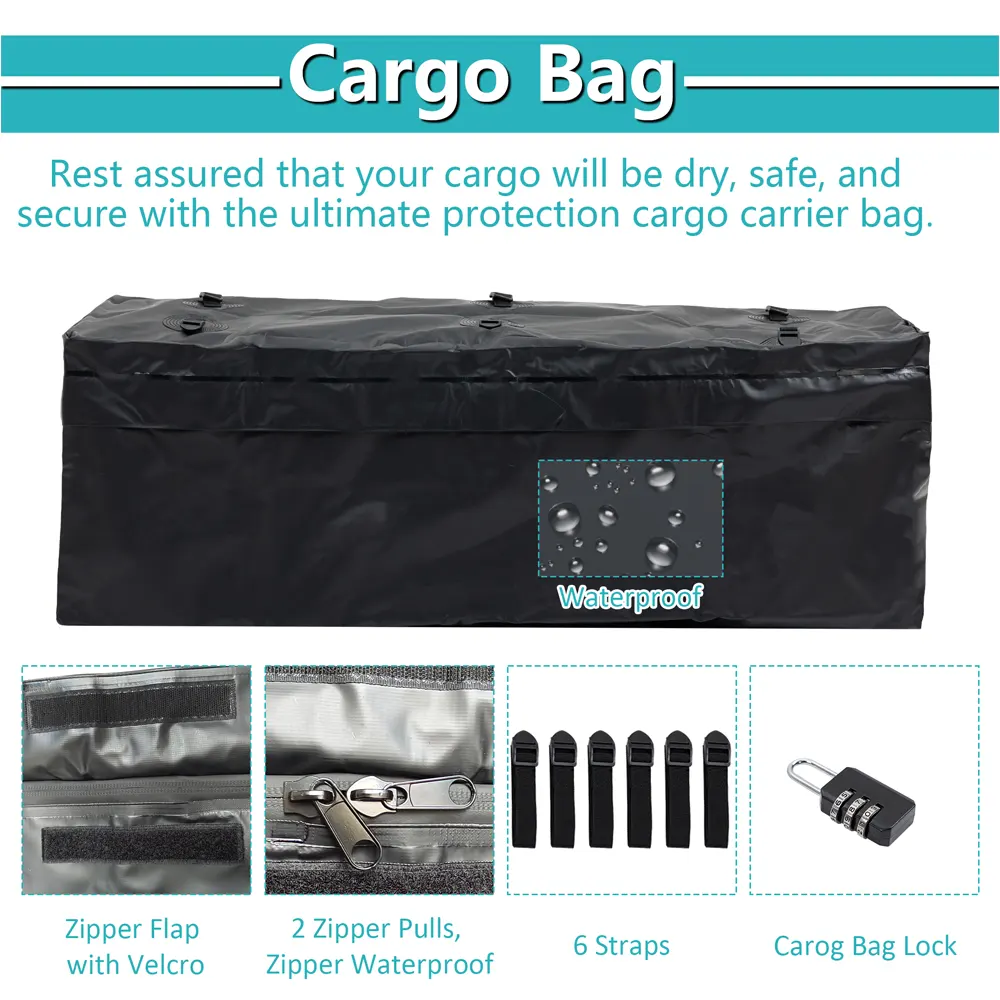 Cargo Bag
Rest assured that your cargo will be dry, safe, and
secure with the ultimate protection cargo carrier bag.
Waterproof
Zipper Flap
with Velcro
2 Zipper Pulls,
Zipper Waterproof
6 Straps
Carog Bag Lock